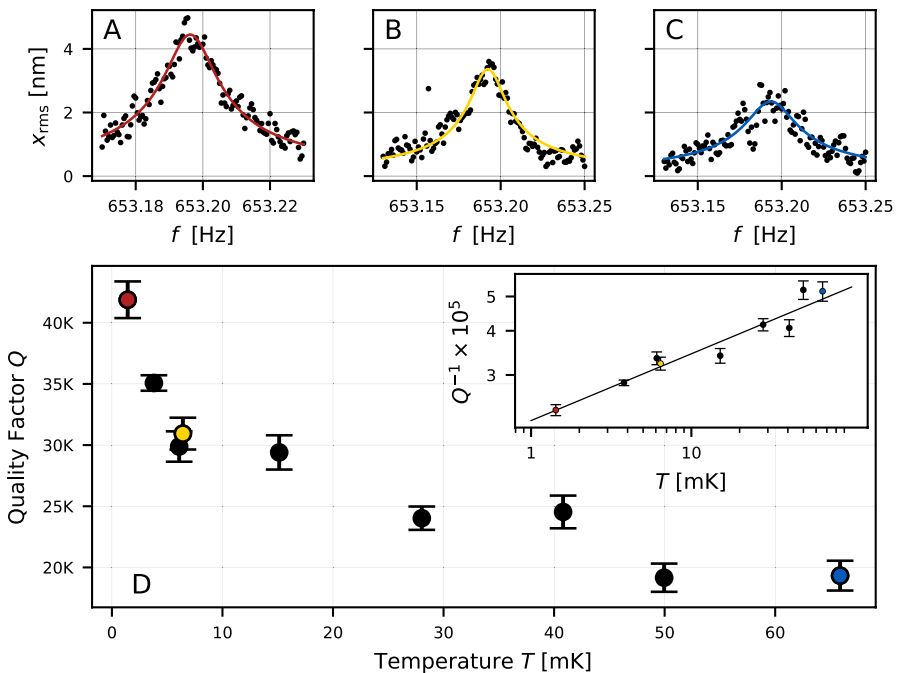 A
B
C
4
2
0
x_rms [nm]
653.18 653.20 653.22
653.15 653.20 653.25
653.15 653.20 653.25
f [Hz]
f [Hz]
f [Hz]
40K
35K
30K
25K
20K
Quality Factor Q
D
0 10 20 30 40 50 60
Temperature T [mK]
5
4
3
Q⁻¹ × 10⁵
1 10
T [mK]